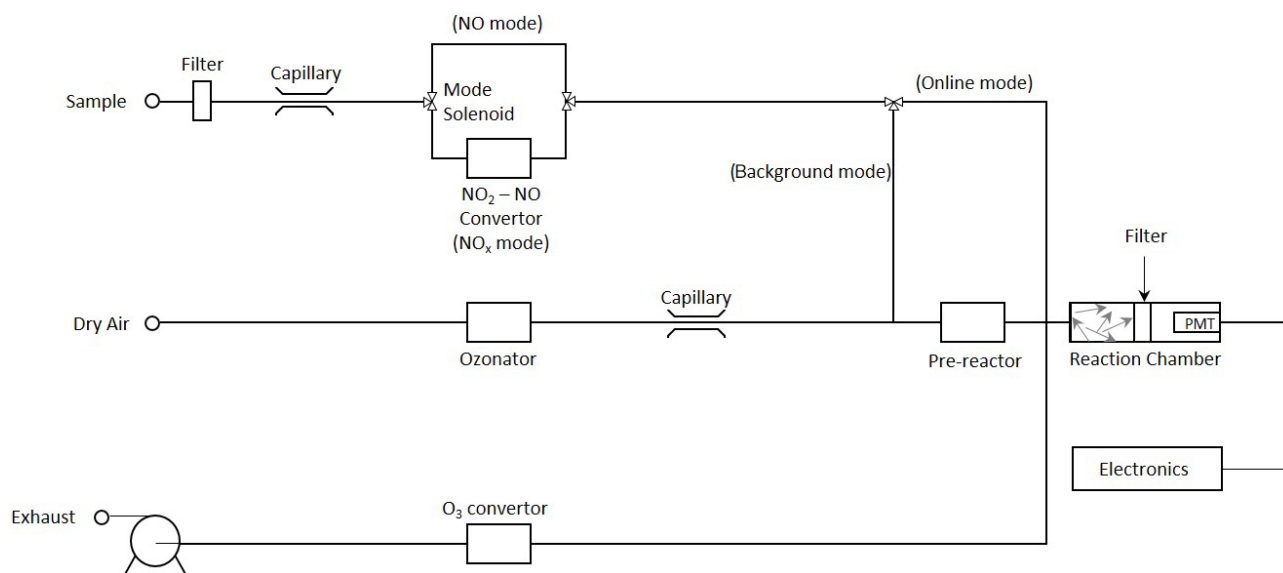 (NO mode)
Filter
Capillary
Sample
Mode
Solenoid
(Online mode)
NO₂ – NO
Convertor
(NOₓ mode)
(Background mode)
Filter
Dry Air
Ozonator
Capillary
Pre-reactor
PMT
Reaction Chamber
Electronics
Exhaust
O₃ convertor